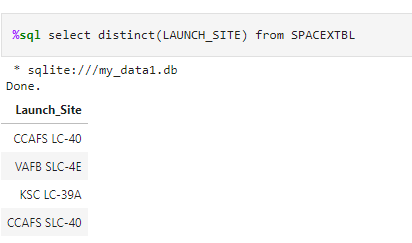 %sql select distinct(LAUNCH_SITE) from SPACEXTBL
* sqlite:///my_data1.db
Done.
Launch_Site
CCAFS LC-40
VAFB SLC-4E
KSC LC-39A
CCAFS SLC-40